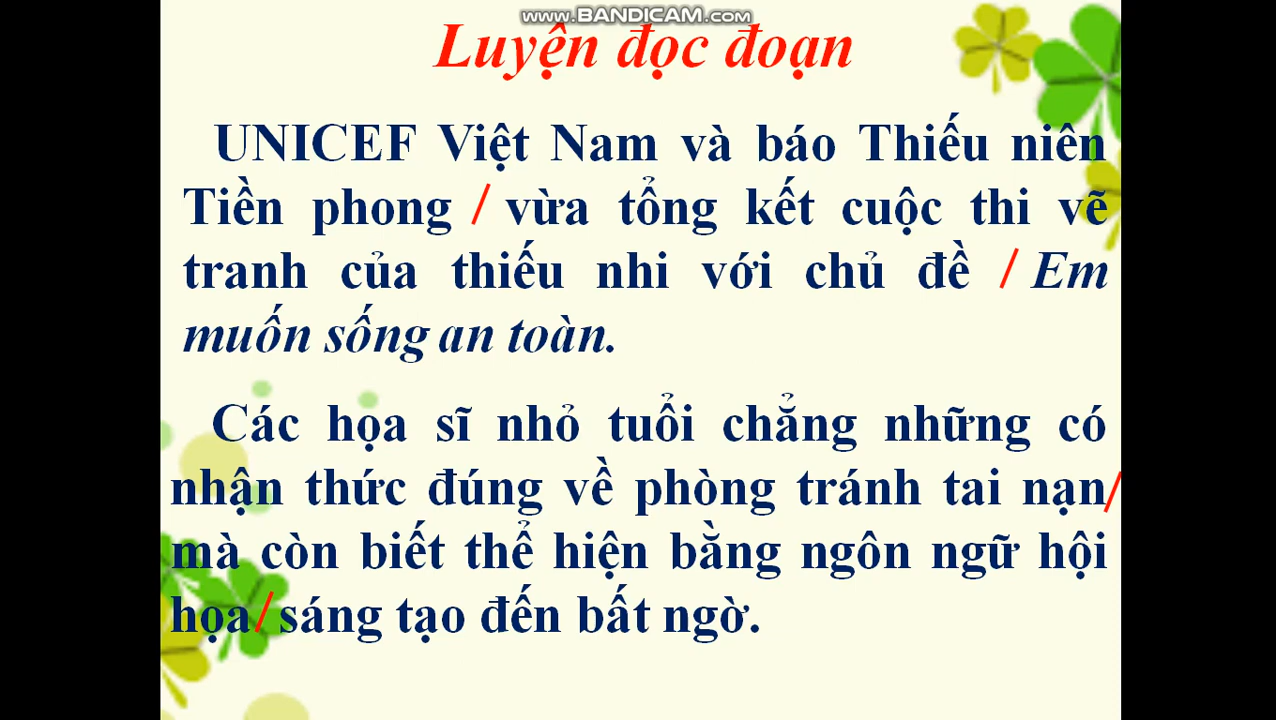 www.BANDICAM.com
Luyện đọc đoạn
UNICEF Việt Nam và báo Thiếu niên
Tiền phong / vừa tổng kết cuộc thi vẽ
tranh của thiếu nhi với chủ đề / Em
muốn sống an toàn.
Các họa sĩ nhỏ tuổi chẳng những có
nhận thức đúng về phòng tránh tai nạn/
mà còn biết thể hiện bằng ngôn ngữ hội
họa/ sáng tạo đến bất ngờ.